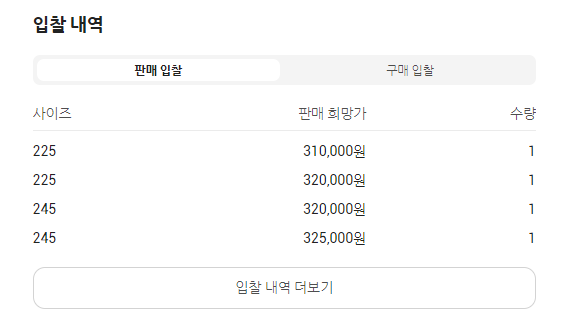 입찰 내역
판매 입찰 구매 입찰
사이즈 판매 희망가 수량
225 310,000원 1
225 320,000원 1
245 320,000원 1
245 325,000원 1
입찰 내역 더보기